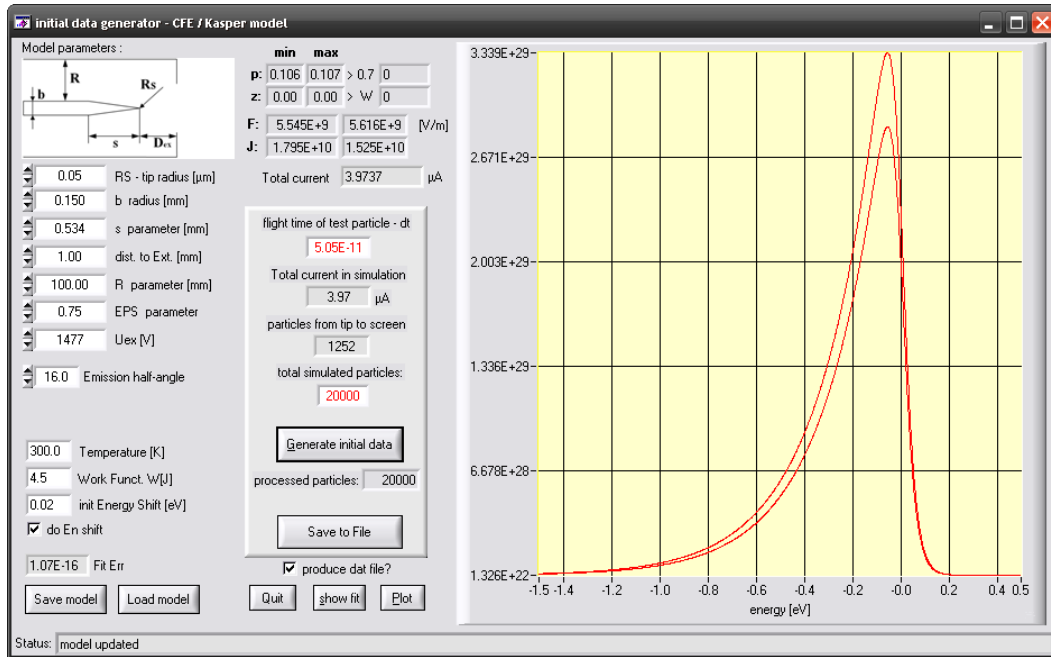 initial data generator - CFE / Kasper model
Model parameters :
R
Rs
b
s
Dex
0.05 RS - tip radius [µm]
0.150 b radius [mm]
0.534 s parameter [mm]
1.00 dist. to Ext. [mm]
100.00 R parameter [mm]
0.75 EPS parameter
1477 Uex [V]
16.0 Emission half-angle
300.0 Temperature [K]
4.5 Work Funct. W[J]
0.02 init Energy Shift [eV]
do En shift
1.07E-16 Fit Err
Save model Load model
min max
p: 0.106 0.107 > 0.7 0
z: 0.00 0.00 > W 0
F: 5.545E+9 5.616E+9 [V/m]
J: 1.795E+10 1.525E+10
Total current 3.9737 µA
flight time of test particle - dt
5.05E-11
Total current in simulation
3.97 µA
particles from tip to screen
1252
total simulated particles:
20000
Generate initial data
processed particles: 20000
Save to File
produce dat file?
Quit show fit Plot
3.339E+29
2.671E+29
2.003E+29
1.336E+29
6.678E+28
1.326E+22
-1.5 -1.4 -1.2 -1.0 -0.8 -0.6 -0.4 -0.2 -0.0 0.2 0.4 0.5
energy [eV]
Status: model updated